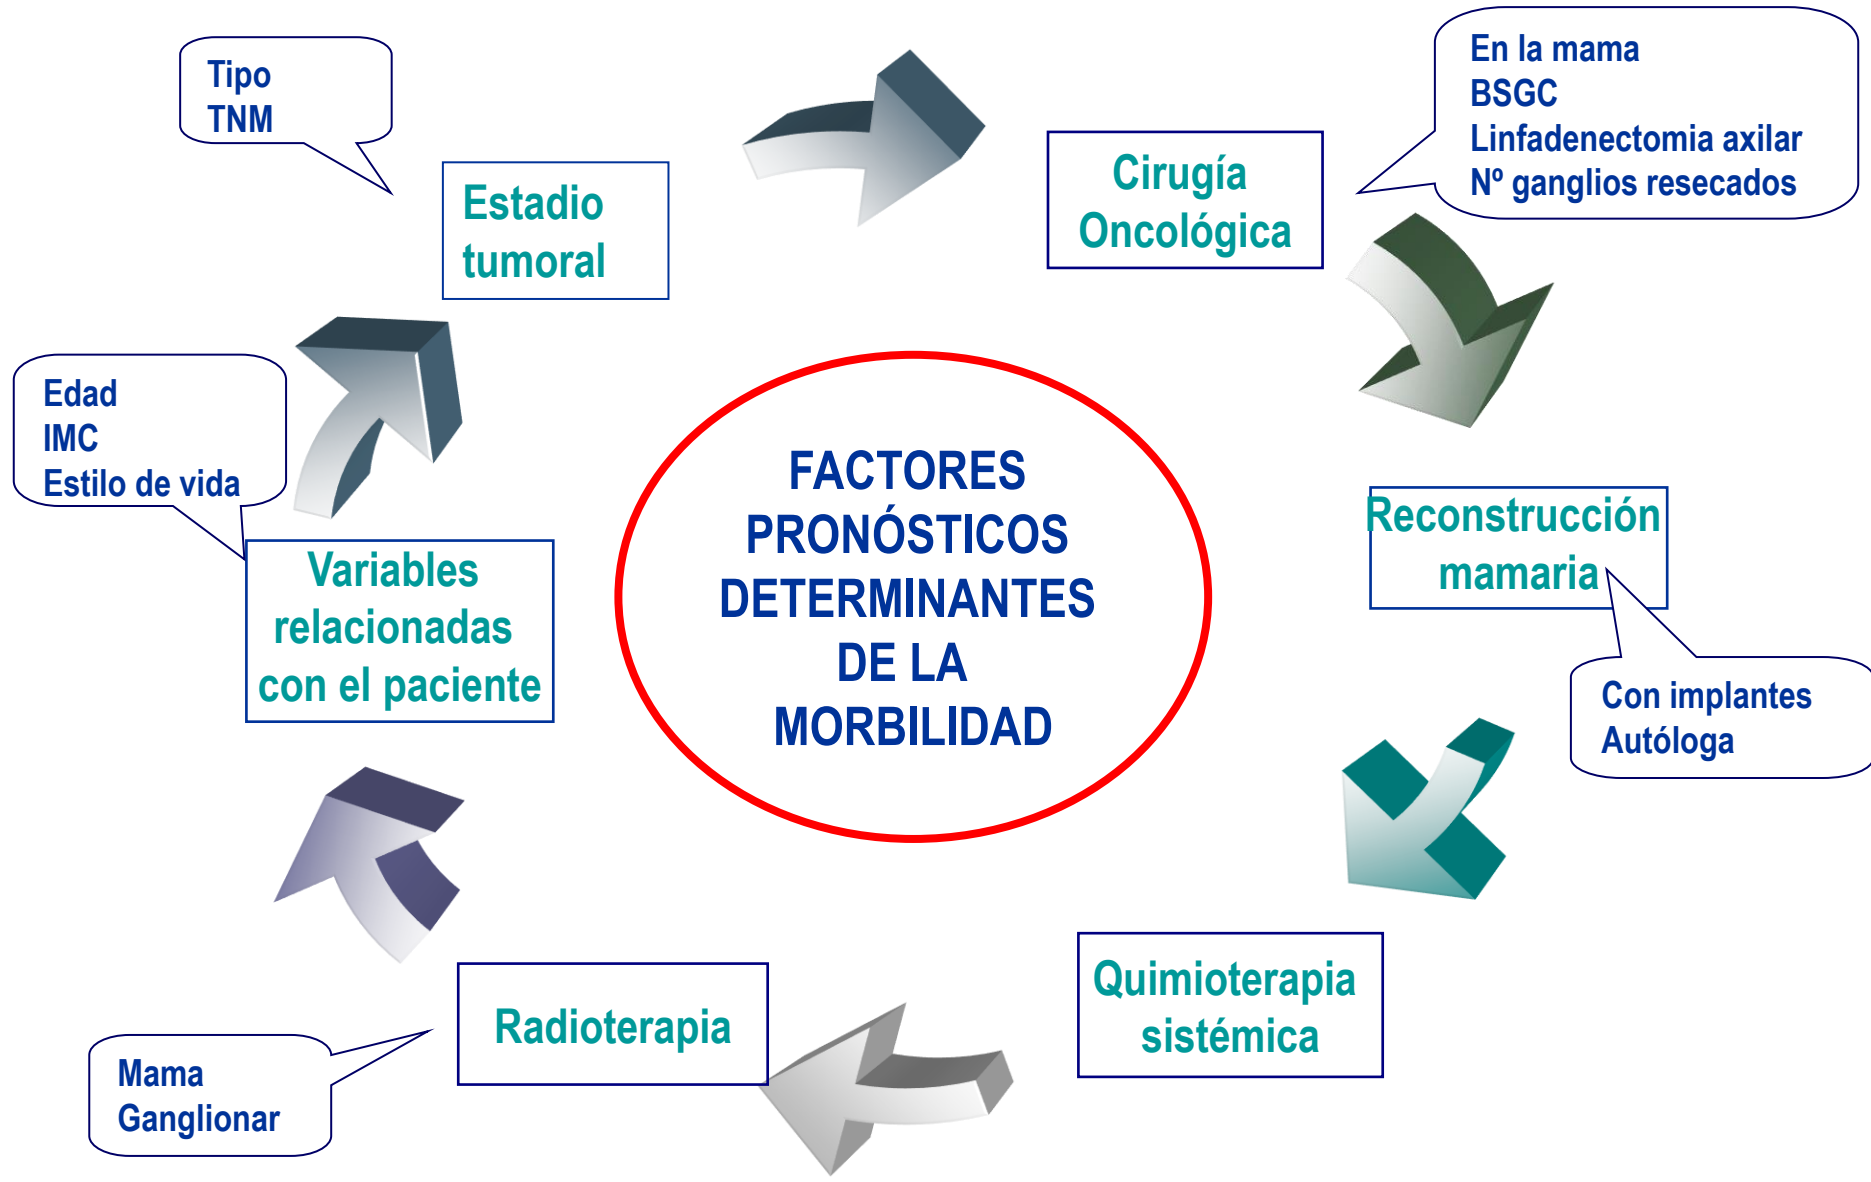 Tipo
TNM
Estadio
tumoral
En la mama
BSGC
Linfadenectomia axilar
Nº ganglios resecados
Cirugía
Oncológica
Edad
IMC
Estilo de vida
Variables
relacionadas
con el paciente
FACTORES
PRONÓSTICOS
DETERMINANTES
DE LA
MORBILIDAD
Reconstrucción
mamaria
Con implantes
Autóloga
Quimioterapia
sistémica
Radioterapia
Mama
Ganglionar